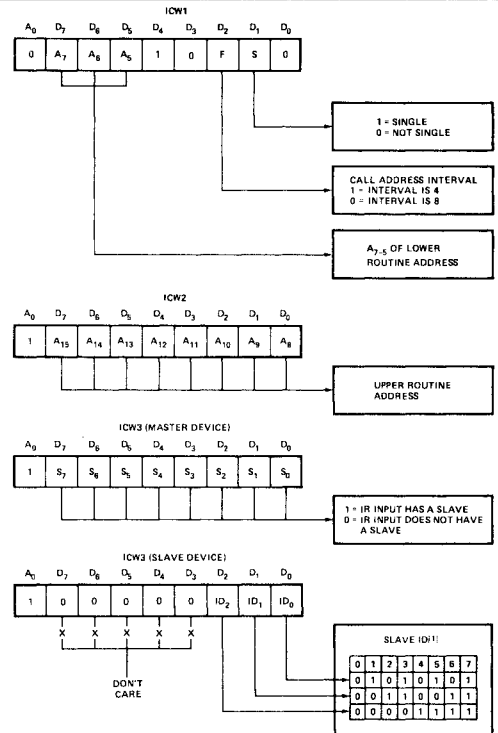 ICW1
A0 D7 D6 D5 D4 D3 D2 D1 D0
0 A7 A6 A5 1 0 F S 0
1 = SINGLE
0 = NOT SINGLE
CALL ADDRESS INTERVAL
1 = INTERVAL IS 4
0 = INTERVAL IS 8
A7-5 OF LOWER
ROUTINE ADDRESS
ICW2
A0 D7 D6 D5 D4 D3 D2 D1 D0
1 A15 A14 A13 A12 A11 A10 A9 A8
UPPER ROUTINE
ADDRESS
ICW3 (MASTER DEVICE)
A0 D7 D6 D5 D4 D3 D2 D1 D0
1 S7 S6 S5 S4 S3 S2 S1 S0
1 = IR INPUT HAS A SLAVE
0 = IR INPUT DOES NOT HAVE
A SLAVE
ICW3 (SLAVE DEVICE)
A0 D7 D6 D5 D4 D3 D2 D1 D0
1 0 0 0 0 0 ID2 ID1 ID0
X X X X X
DON'T
CARE
SLAVE ID(1)
0 1 2 3 4 5 6 7
0 1 0 1 0 1 0 1
0 0 1 1 0 0 1 1
0 0 0 0 1 1 1 1